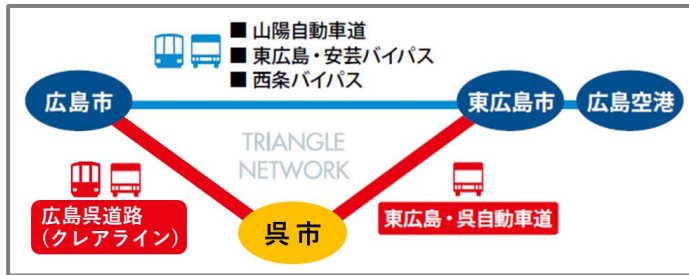 ■ 山陽自動車道
■ 東広島・安芸バイパス
■ 西条バイパス
広島市
東広島市
広島空港
TRIANGLE
NETWORK
広島呉道路
(クレアライン)
呉市
東広島・呉自動車道